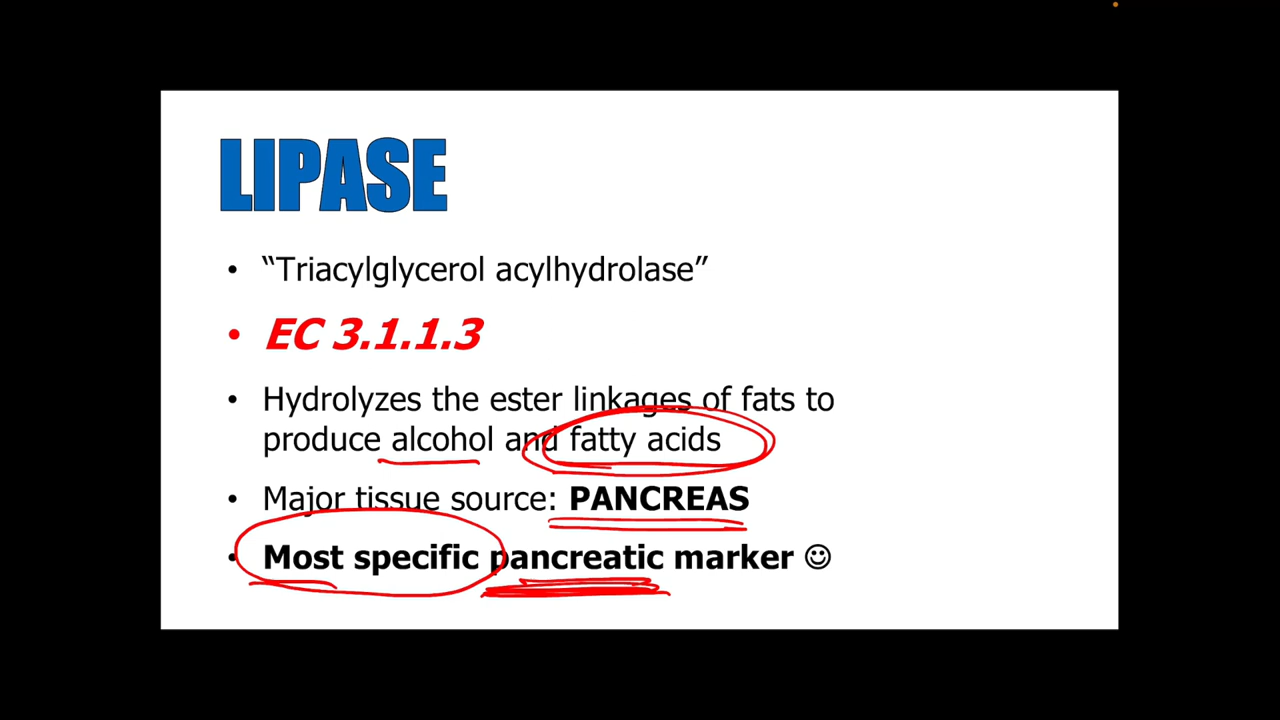 LIPASE
• “Triacylglycerol acylhydrolase”
• EC 3.1.1.3
• Hydrolyzes the ester linkages of fats to
produce alcohol and fatty acids
• Major tissue source: PANCREAS
• Most specific pancreatic marker ☺